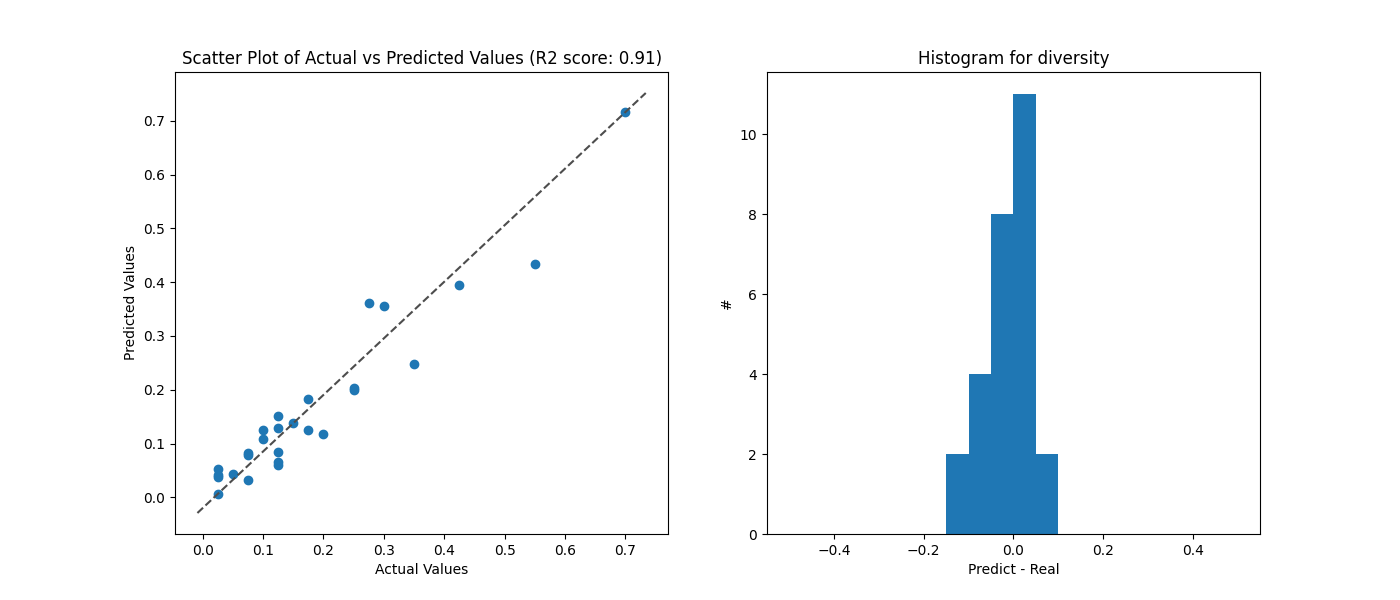 Scatter Plot of Actual vs Predicted Values (R2 score: 0.91)
Predicted Values
0.7
0.6
0.5
0.4
0.3
0.2
0.1
0.0
0.0 0.1 0.2 0.3 0.4 0.5 0.6 0.7
Actual Values
Histogram for diversity
#
10
8
6
4
2
0
−0.4 −0.2 0.0 0.2 0.4
Predict - Real